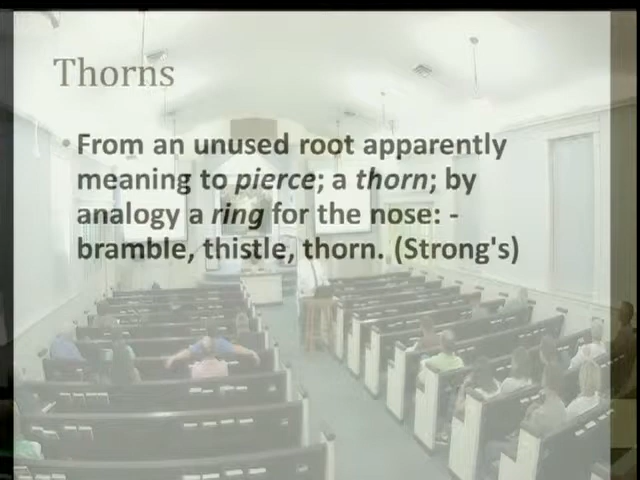 Thorns
• From an unused root apparently
meaning to pierce; a thorn; by
analogy a ring for the nose: -
bramble, thistle, thorn. (Strong's)